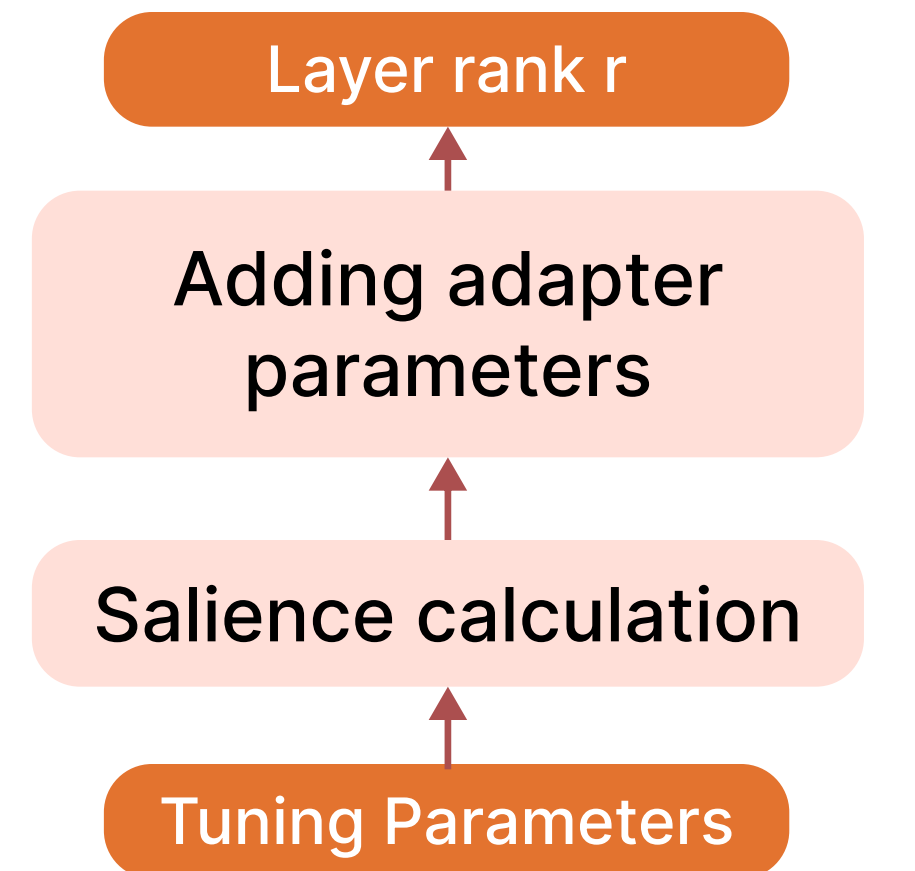 Layer rank r
Adding adapter
parameters
Salience calculation
Tuning Parameters